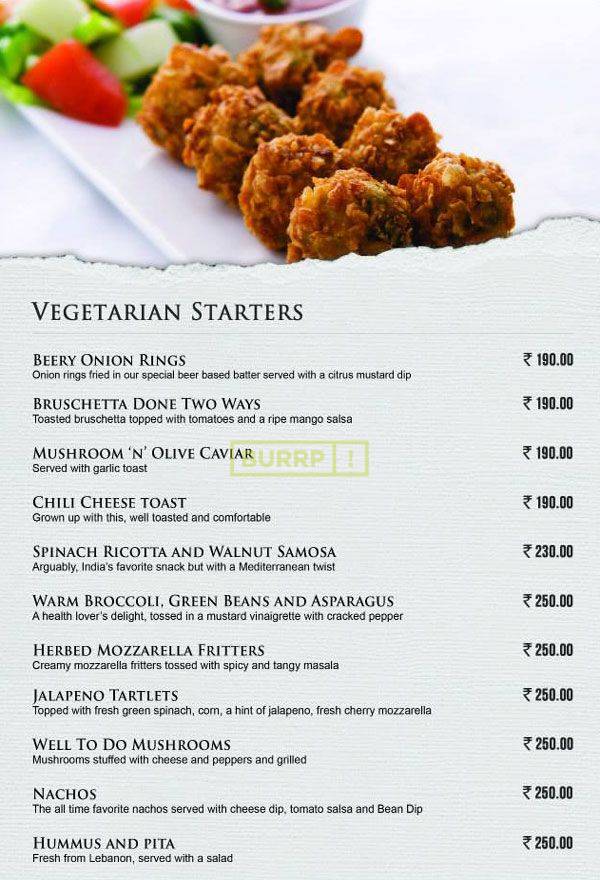 VEGETARIAN STARTERS
BEERY ONION RINGS ₹ 190.00
Onion rings fried in our special beer based batter served with a citrus mustard dip
BRUSCHETTA DONE TWO WAYS ₹ 190.00
Toasted bruschetta topped with tomatoes and a ripe mango salsa
MUSHROOM ‘N’ OLIVE CAVIAR ₹ 190.00
Served with garlic toast
BURRP!
CHILI CHEESE TOAST ₹ 190.00
Grown up with this, well toasted and comfortable
SPINACH RICOTTA AND WALNUT SAMOSA ₹ 230.00
Arguably, India's favorite snack but with a Mediterranean twist
WARM BROCCOLI, GREEN BEANS AND ASPARAGUS ₹ 250.00
A health lover's delight, tossed in a mustard vinaigrette with cracked pepper
HERBED MOZZARELLA FRITTERS ₹ 250.00
Creamy mozzarella fritters tossed with spicy and tangy masala
JALAPENO TARTLETS ₹ 250.00
Topped with fresh green spinach, corn, a hint of jalapeno, fresh cherry mozzarella
WELL TO DO MUSHROOMS ₹ 250.00
Mushrooms stuffed with cheese and peppers and grilled
NACHOS ₹ 250.00
The all time favorite nachos served with cheese dip, tomato salsa and Bean Dip
HUMMUS AND PITA ₹ 250.00
Fresh from Lebanon, served with a salad